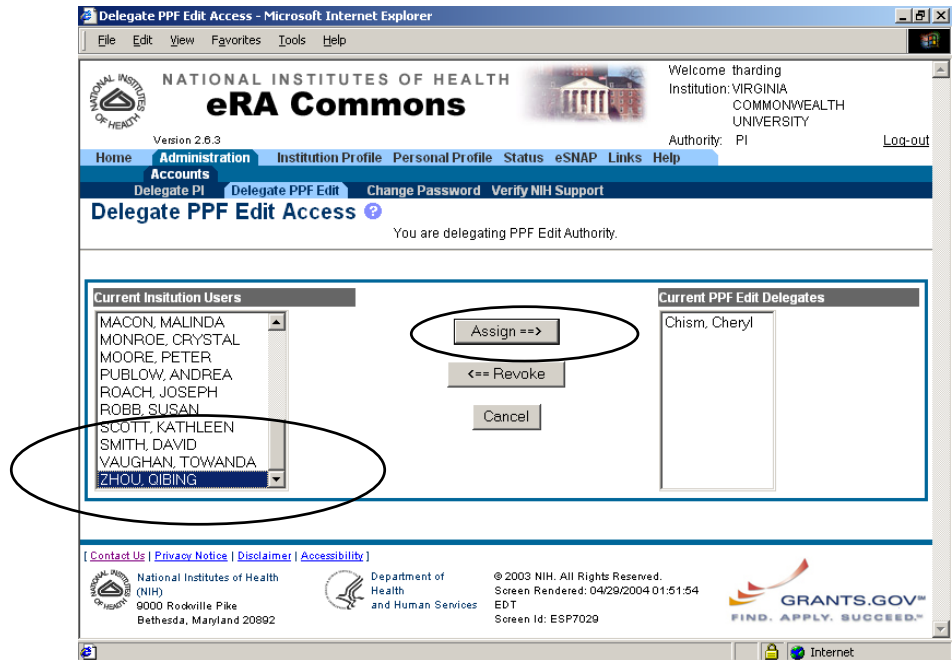 Delegate PPF Edit Access - Microsoft Internet Explorer
File Edit View Favorites Tools Help
NATIONAL INSTITUTES OF HEALTH
eRA Commons
Version 2.6.3
Welcome tharding
Institution: VIRGINIA
COMMONWEALTH
UNIVERSITY
Authority: PI
Log-out
Home Administration Institution Profile Personal Profile Status eSNAP Links Help
Accounts
Delegate PI Delegate PPF Edit Change Password Verify NIH Support
Delegate PPF Edit Access ?
You are delegating PPF Edit Authority.
Current Insitution Users
MACON, MALINDA
MONROE, CRYSTAL
MOORE, PETER
PUBLOW, ANDREA
ROACH, JOSEPH
ROBB, SUSAN
SCOTT, KATHLEEN
SMITH, DAVID
VAUGHAN, TOWANDA
ZHOU, QIBING
Assign ==>
<== Revoke
Cancel
Current PPF Edit Delegates
Chism, Cheryl
[ Contact Us | Privacy Notice | Disclaimer | Accessibility ]
National Institutes of Health
(NIH)
9000 Rockville Pike
Bethesda, Maryland 20892
Department of
Health
and Human Services
© 2003 NIH. All Rights Reserved.
Screen Rendered: 04/29/2004 01:51:54
EDT
Screen Id: ESP7029
GRANTS.GOV℠
FIND. APPLY. SUCCEED.℠
Internet